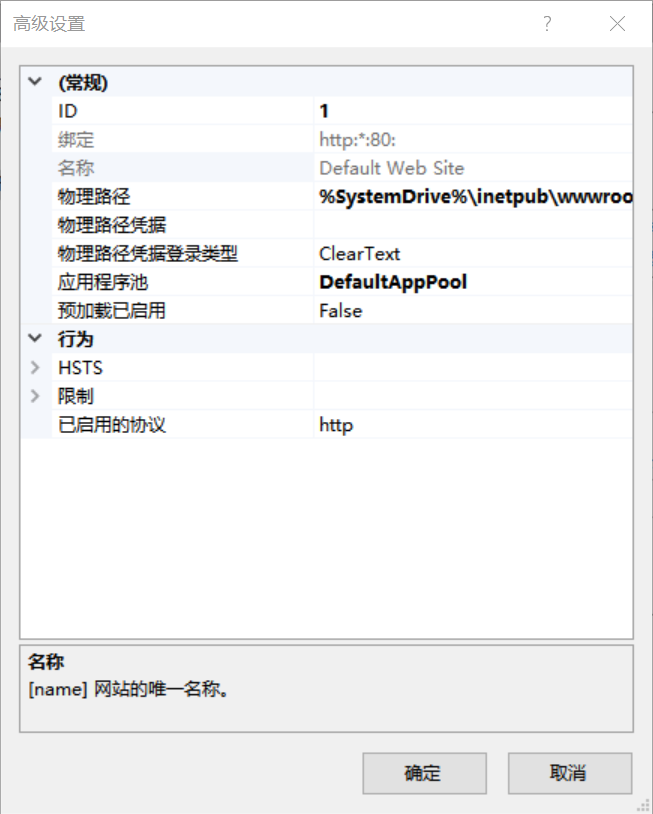 高级设置
(常规)
ID 1
绑定 http:*:80:
名称 Default Web Site
物理路径 %SystemDrive%\inetpub\wwwroo
物理路径凭据
物理路径凭据登录类型 ClearText
应用程序池 DefaultAppPool
预加载已启用 False
行为
HSTS
限制
已启用的协议 http
名称
[name] 网站的唯一名称。
确定 取消